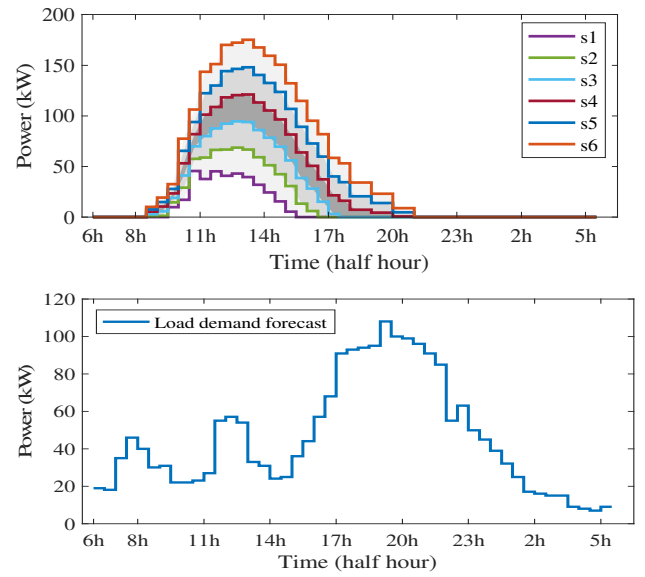 200
150
100
50
0
Power (kW)
s1
s2
s3
s4
s5
s6
6h 8h 11h 14h 17h 20h 23h 2h 5h
Time (half hour)
120
100
80
60
40
20
0
Power (kW)
Load demand forecast
6h 8h 11h 14h 17h 20h 23h 2h 5h
Time (half hour)